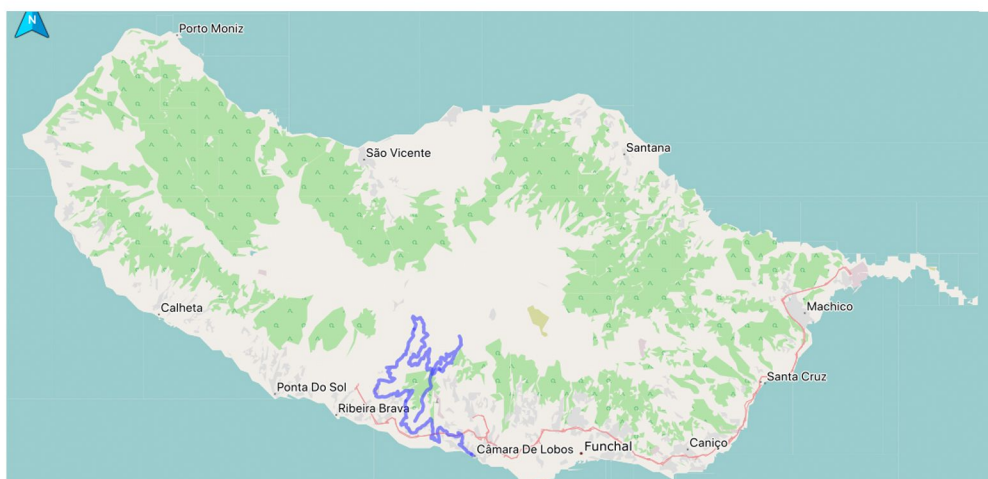 N
Porto Moniz
São Vicente
Santana
Calheta
Machico
Ponta Do Sol
Santa Cruz
Ribeira Brava
Câmara De Lobos
Funchal
Caniço